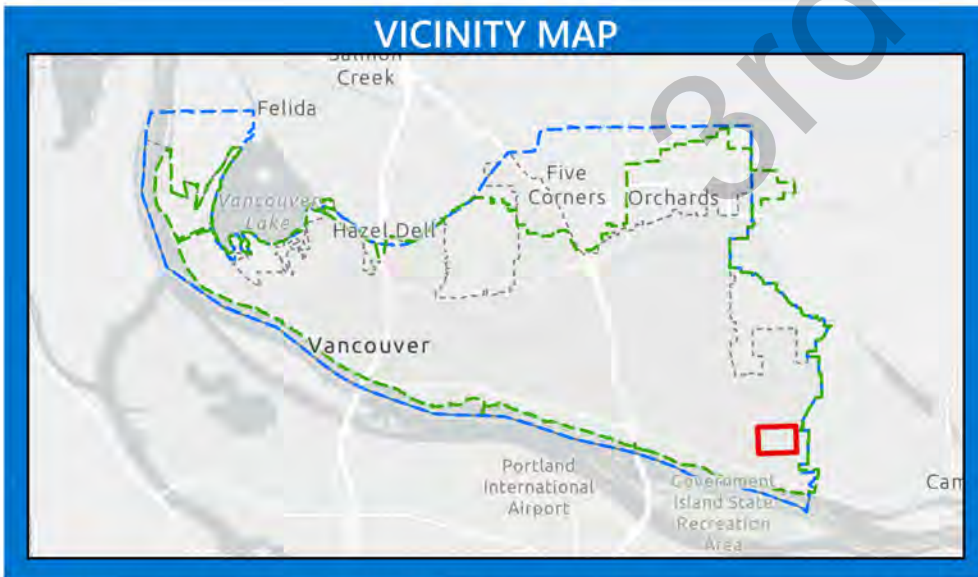 VICINITY MAP
3rd
Salmon
Creek
Felida
Five
Corners
Orchards
Vancouver
Lake
Hazel Dell
Vancouver
Portland
International
Airport
Government
Island State
Recreation
Area
Cam